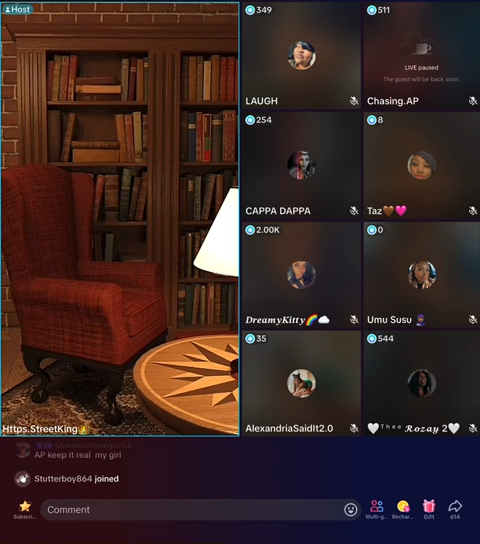 Host
349
LAUGH
511
LIVE paused
The guest will be back soon.
Chasing.AP
254
CAPPA DAPPA
8
Taz🤎🩷
2.00K
DreamyKitty🌈☁️
0
Umu Susu
35
AlexandriaSaidIt2.0
544
🤍ᵀʰᵉᵉ Rozay 2🤍
Https.StreetKing
AP keep it real my girl
Stutterboy864 joined
Comment
Subscri...
Multi-g...
Rechar...
Gift
614